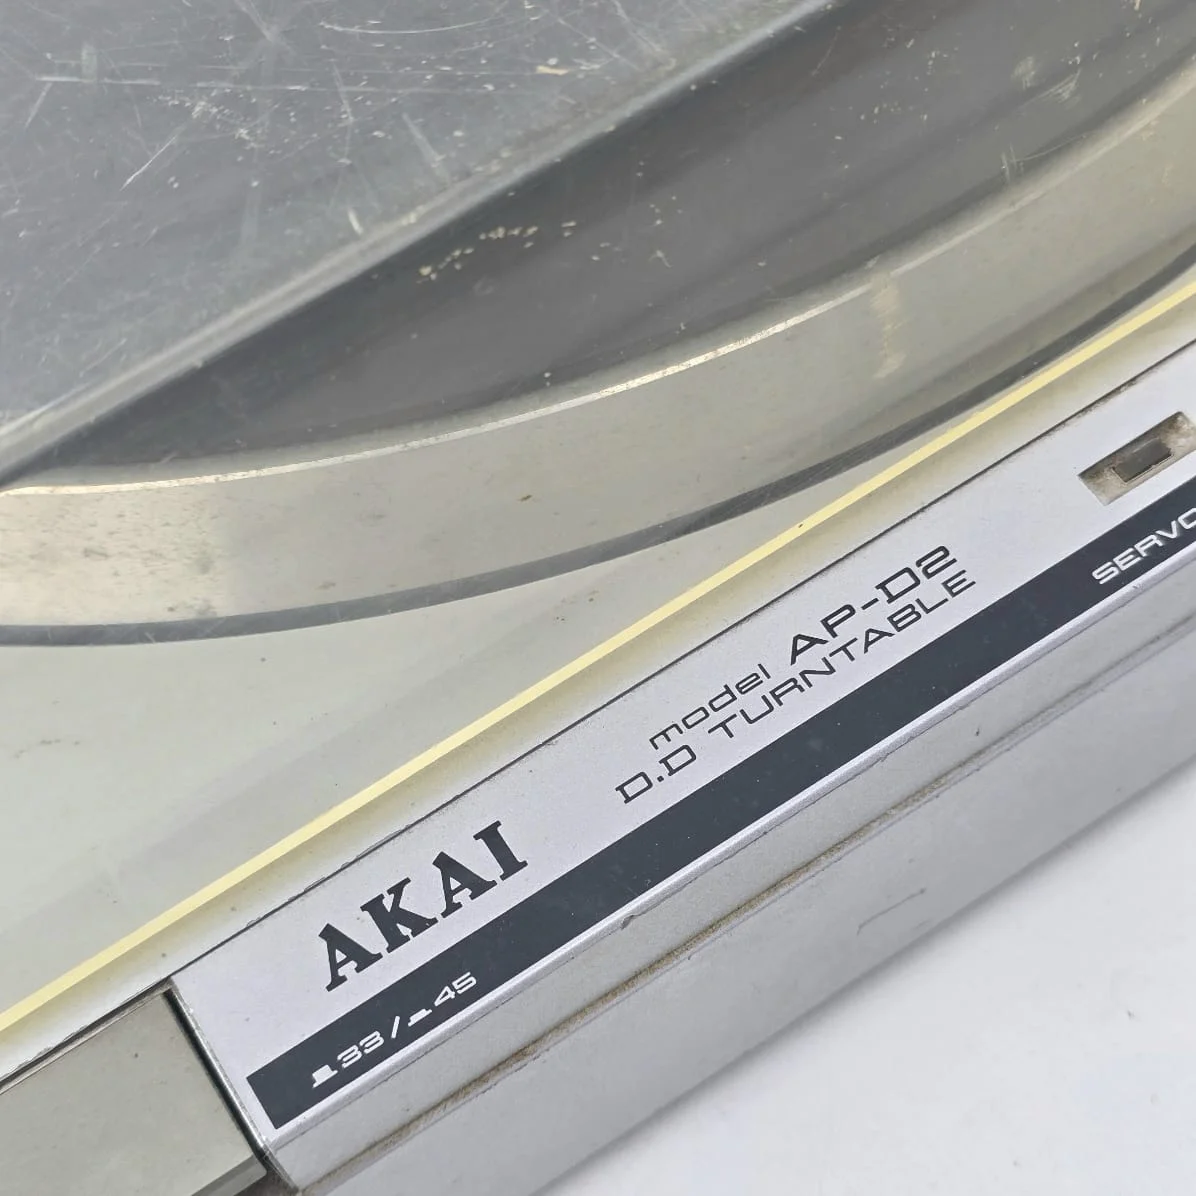 model AP-D2
D.D TURNTABLE
AKAI
SERVO
33/45